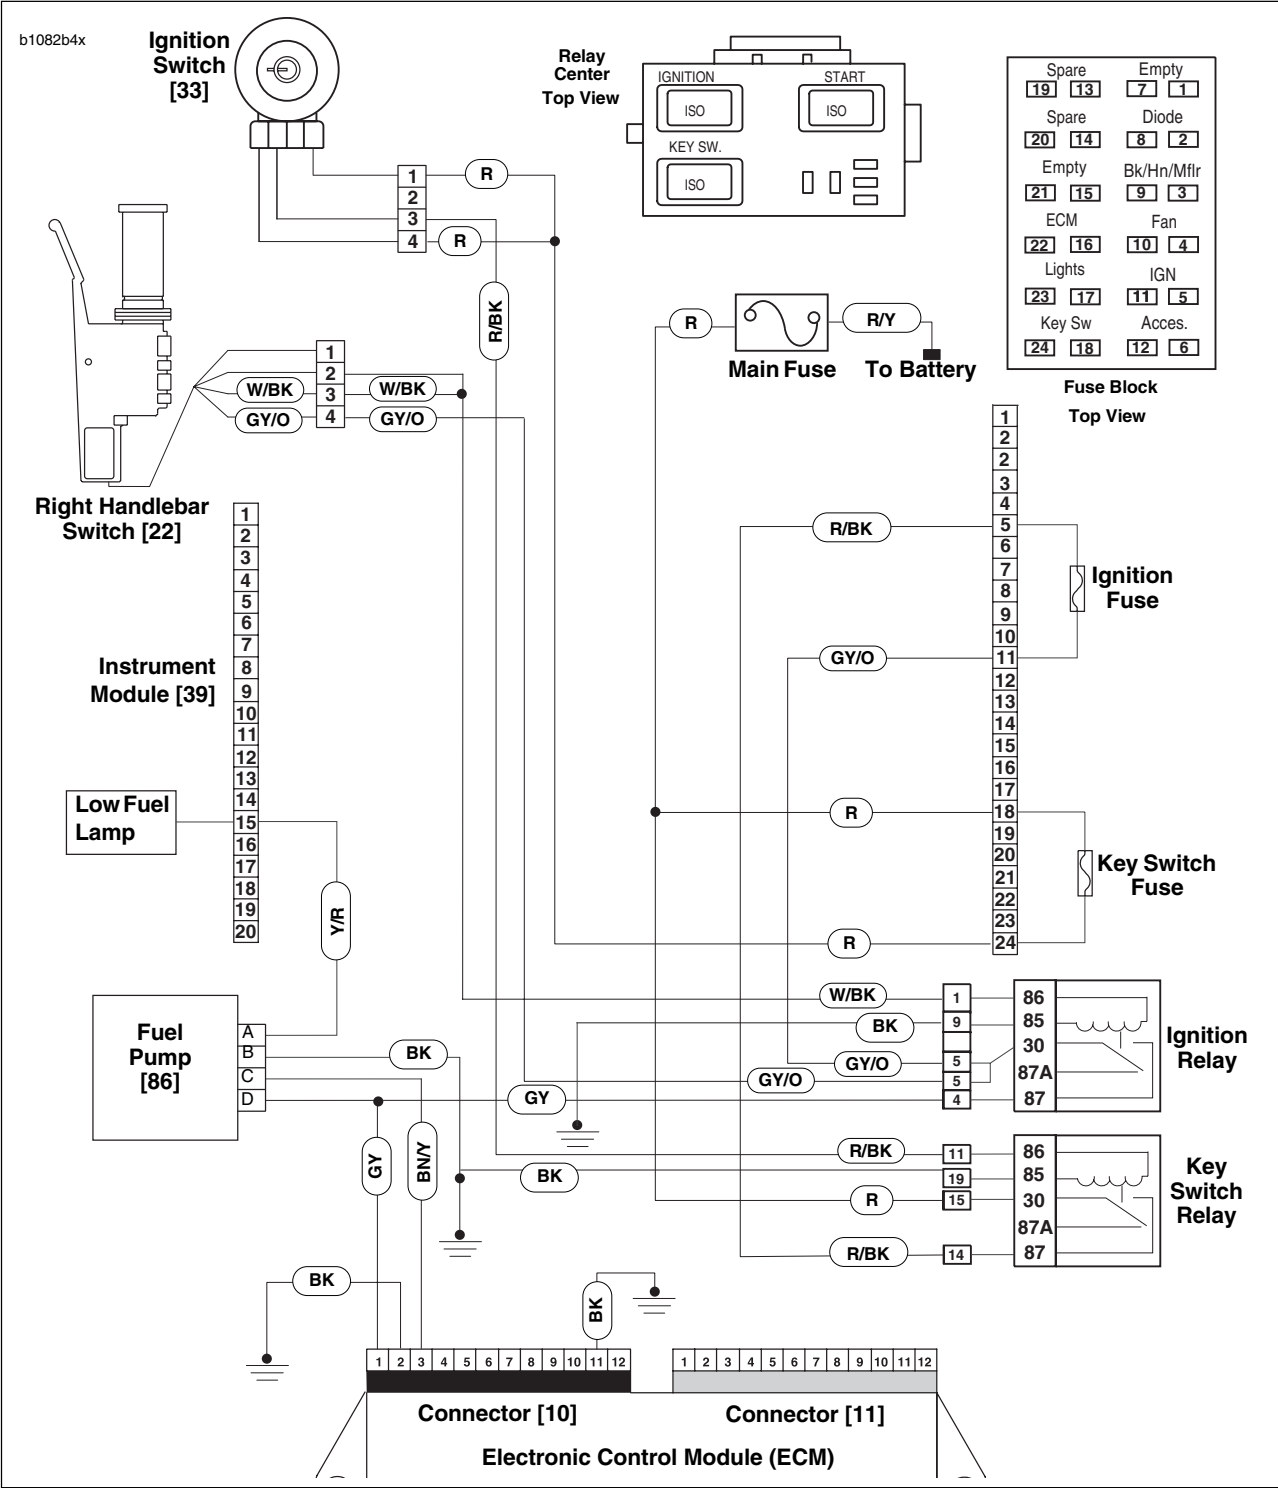 b1082b4x
Ignition
Switch
[33]
Relay
Center
Top View
IGNITION
START
ISO
ISO
KEY SW.
ISO
Spare
Empty
19 13 7 1
Spare
Diode
20 14 8 2
Empty
Bk/Hn/Mflr
21 15 9 3
ECM
Fan
22 16 10 4
Lights
IGN
23 17 11 5
Key Sw
Acces.
24 18 12 6
Fuse Block
Top View
1
2
3
4
R
R
R/BK
R
R/Y
Main Fuse
To Battery
1
2
3
4
W/BK
W/BK
GY/O
GY/O
Right Handlebar
Switch [22]
1
2
3
4
5
6
7
8
9
10
11
12
13
14
15
16
17
18
19
20
Instrument
Module [39]
Low Fuel
Lamp
Y/R
1
2
2
3
4
5
6
7
8
9
10
11
12
13
14
15
16
17
18
19
20
21
22
23
24
R/BK
GY/O
R
R
Ignition
Fuse
Key Switch
Fuse
Fuel
Pump
[86]
A
B
C
D
BK
GY
GY
BN/Y
W/BK
BK
GY/O
GY/O
1
9
5
5
4
86
85
30
87A
87
Ignition
Relay
R/BK
BK
R
R/BK
11
19
15
14
86
85
30
87A
87
Key
Switch
Relay
BK
BK
1 2 3 4 5 6 7 8 9 10 11 12
1 2 3 4 5 6 7 8 9 10 11 12
Connector [10]
Connector [11]
Electronic Control Module (ECM)